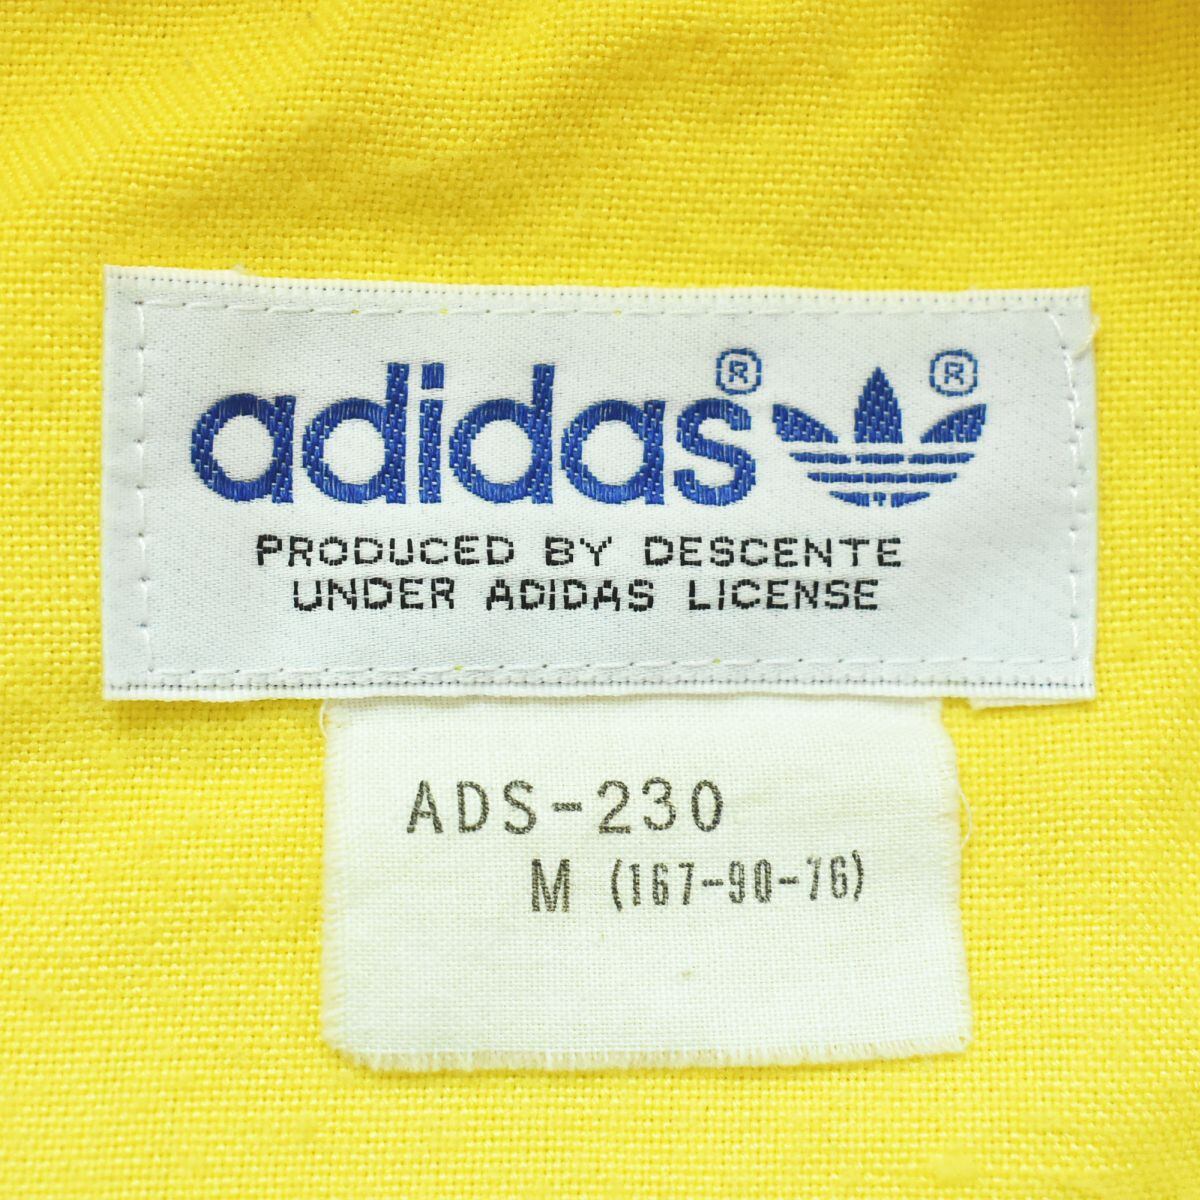 adidas® ®
PRODUCED BY DESCENTE
UNDER ADIDAS LICENSE
ADS-230
M (167-90-76)